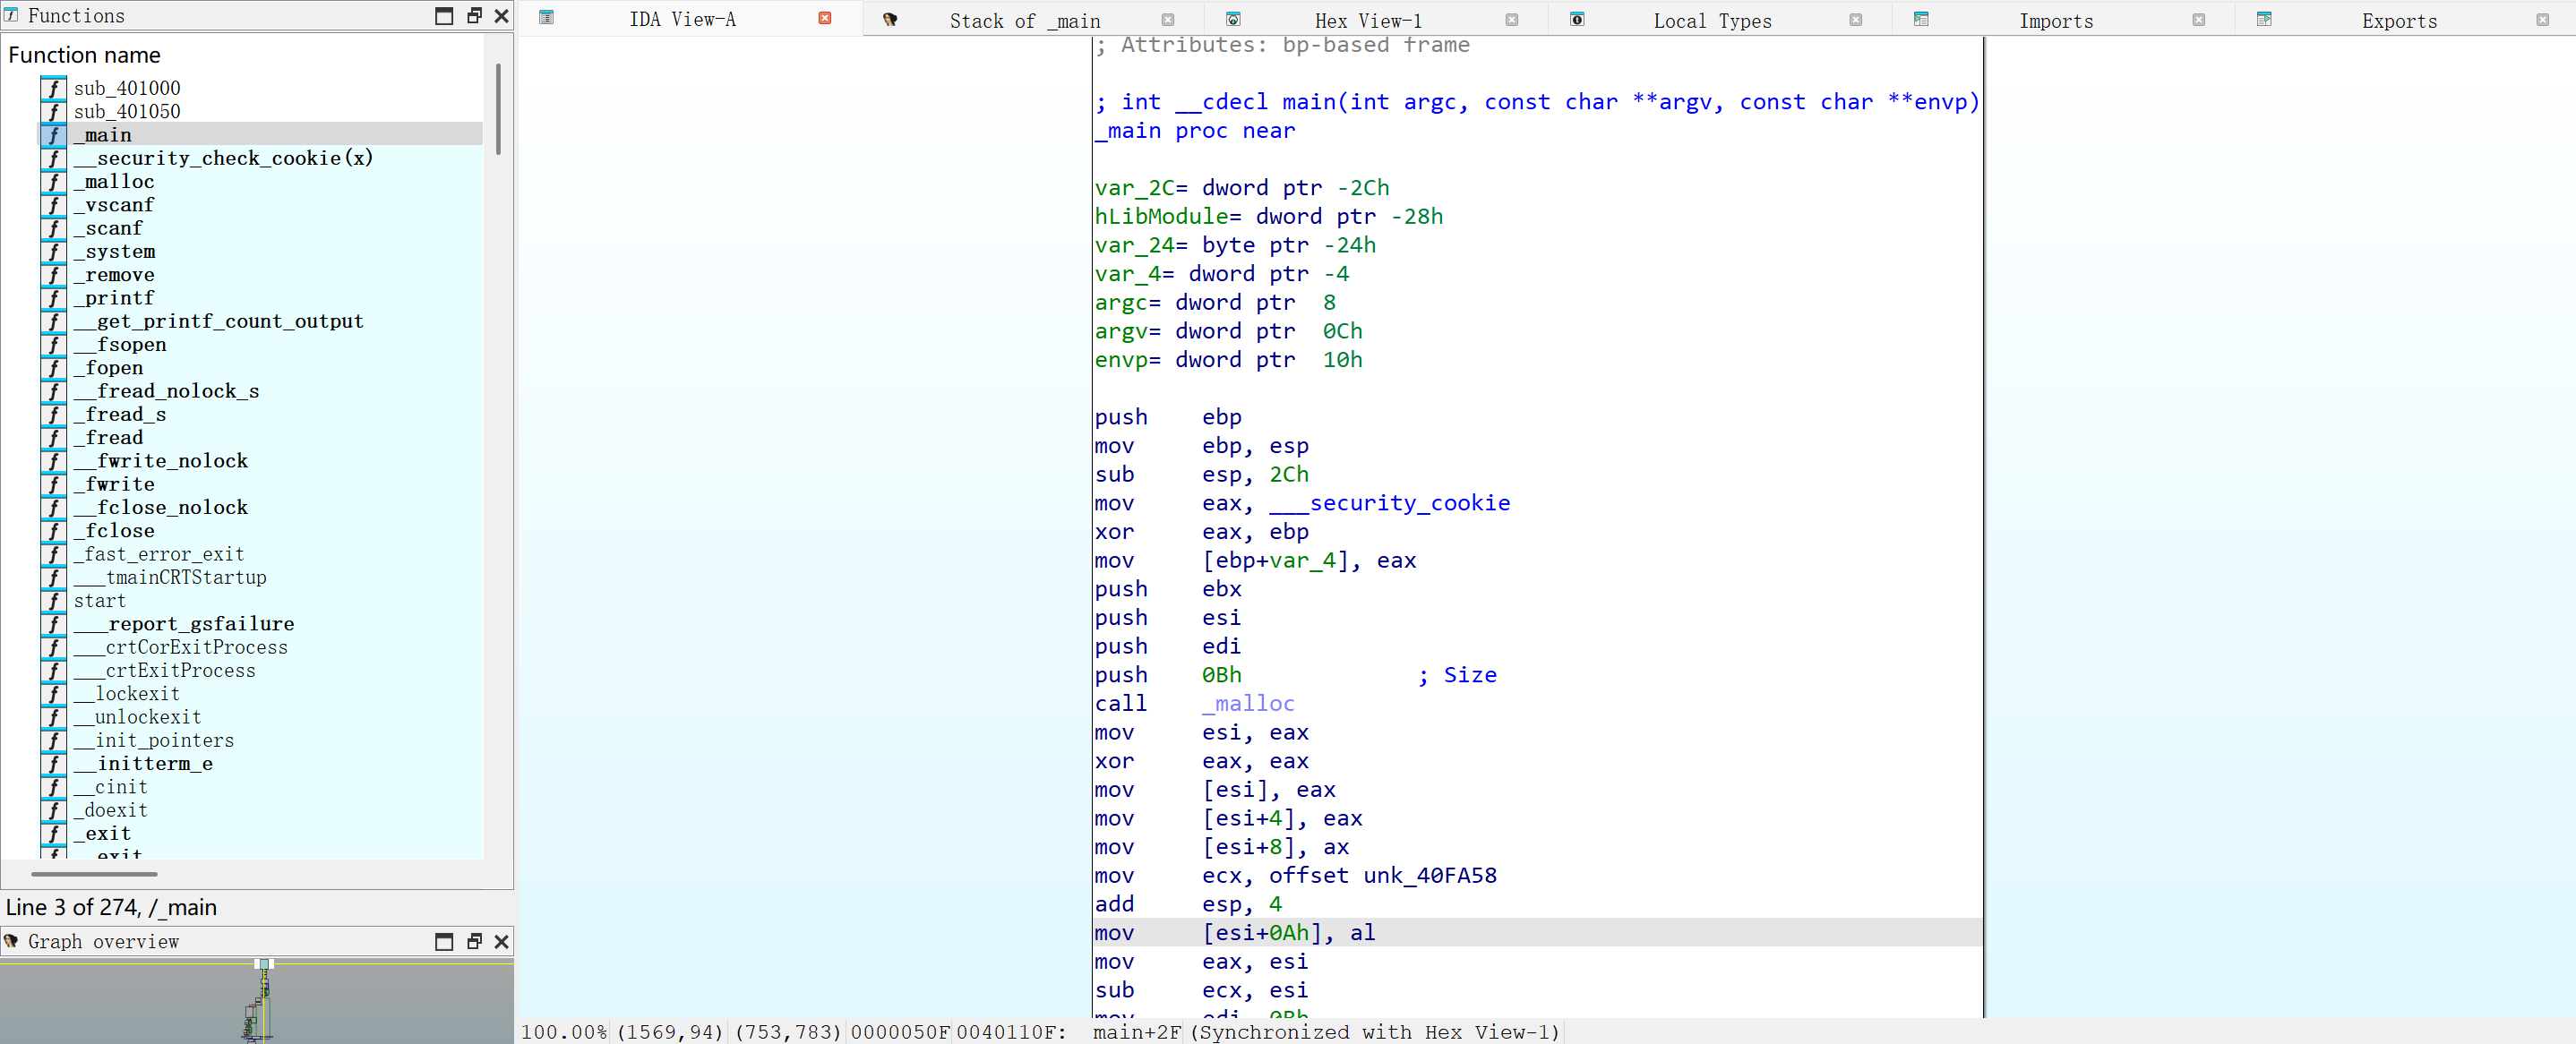 Functions
Function name
sub_401000
sub_401050
_main
__security_check_cookie(x)
_malloc
_vscanf
_scanf
_system
_remove
_printf
__get_printf_count_output
__fsopen
_fopen
__fread_nolock_s
_fread_s
_fread
__fwrite_nolock
_fwrite
__fclose_nolock
_fclose
_fast_error_exit
___tmainCRTStartup
start
___report_gsfailure
___crtCorExitProcess
___crtExitProcess
__lockexit
__unlockexit
__init_pointers
__initterm_e
__cinit
_doexit
_exit
__exit
Line 3 of 274, /_main
Graph overview
IDA View-A
Stack of _main
Hex View-1
Local Types
Imports
Exports
; Attributes: bp-based frame
; int __cdecl main(int argc, const char **argv, const char **envp)
_main proc near
var_2C= dword ptr -2Ch
hLibModule= dword ptr -28h
var_24= byte ptr -24h
var_4= dword ptr -4
argc= dword ptr  8
argv= dword ptr  0Ch
envp= dword ptr  10h
push    ebp
mov     ebp, esp
sub     esp, 2Ch
mov     eax, ___security_cookie
xor     eax, ebp
mov     [ebp+var_4], eax
push    ebx
push    esi
push    edi
push    0Bh             ; Size
call    _malloc
mov     esi, eax
xor     eax, eax
mov     [esi], eax
mov     [esi+4], eax
mov     [esi+8], ax
mov     ecx, offset unk_40FA58
add     esp, 4
mov     [esi+0Ah], al
mov     eax, esi
sub     ecx, esi
mov     edi, 0Bh
100.00% (1569,94) (753,783) 0000050F 0040110F: _main+2F (Synchronized with Hex View-1)